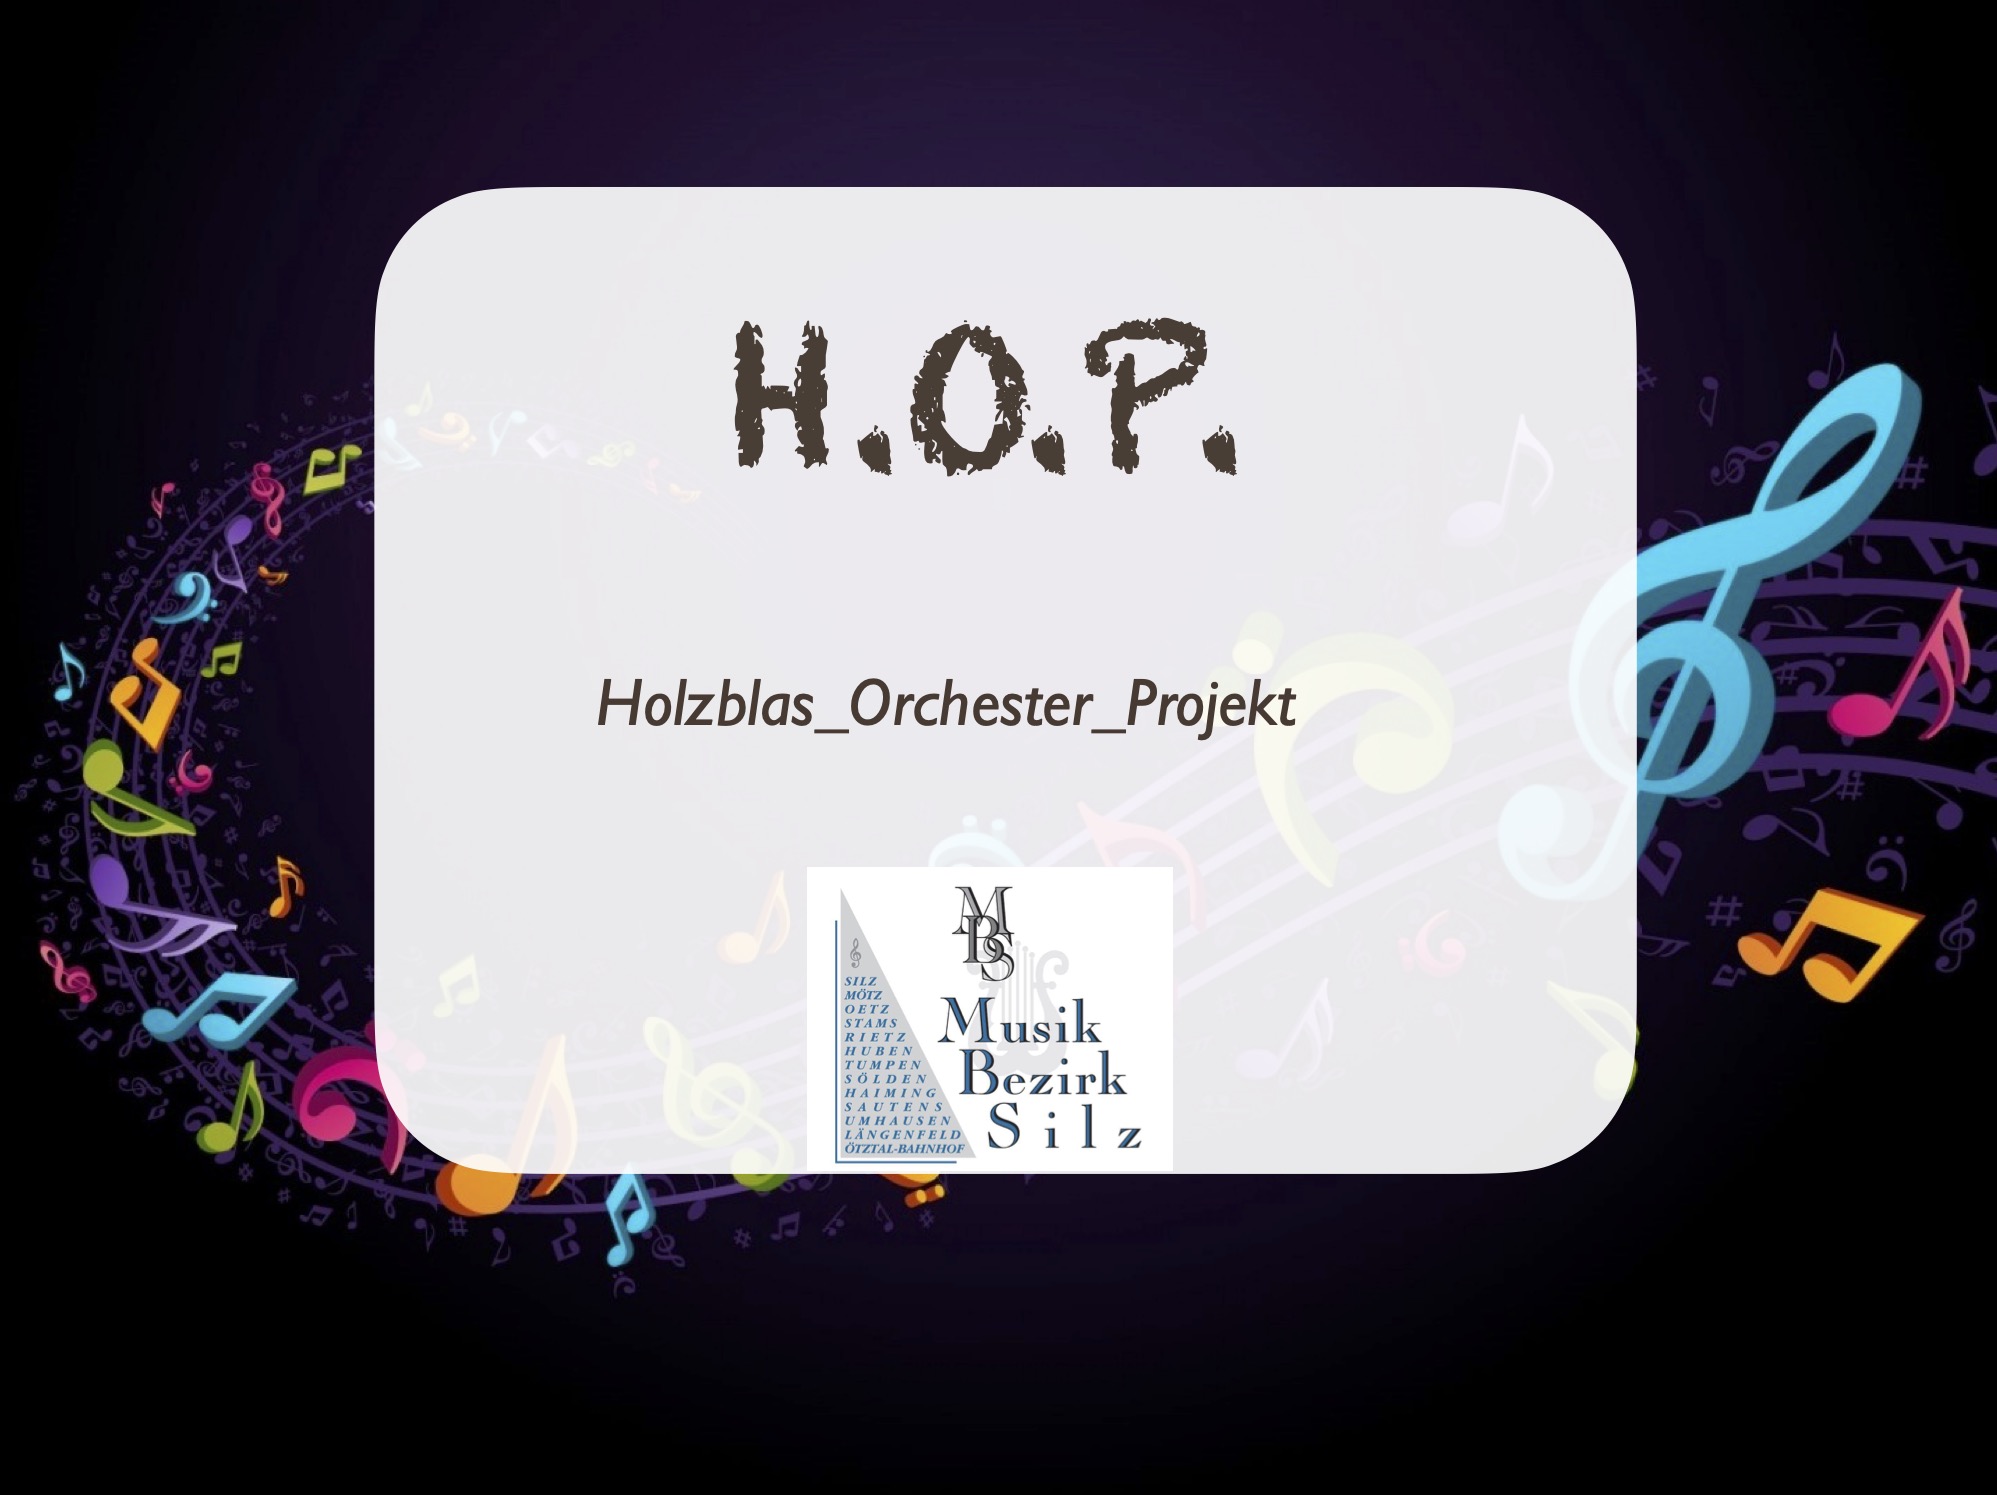 H.O.P.
Holzblas_Orchester_Projekt
MBS
SILZ
MÖTZ
OETZ
STAMS
RIETZ
HUBEN
TUMPEN
SÖLDEN
HAIMING
SAUTENS
UMHAUSEN
LÄNGENFELD
ÖTZTAL-BAHNHOF
Musik
Bezirk
Silz